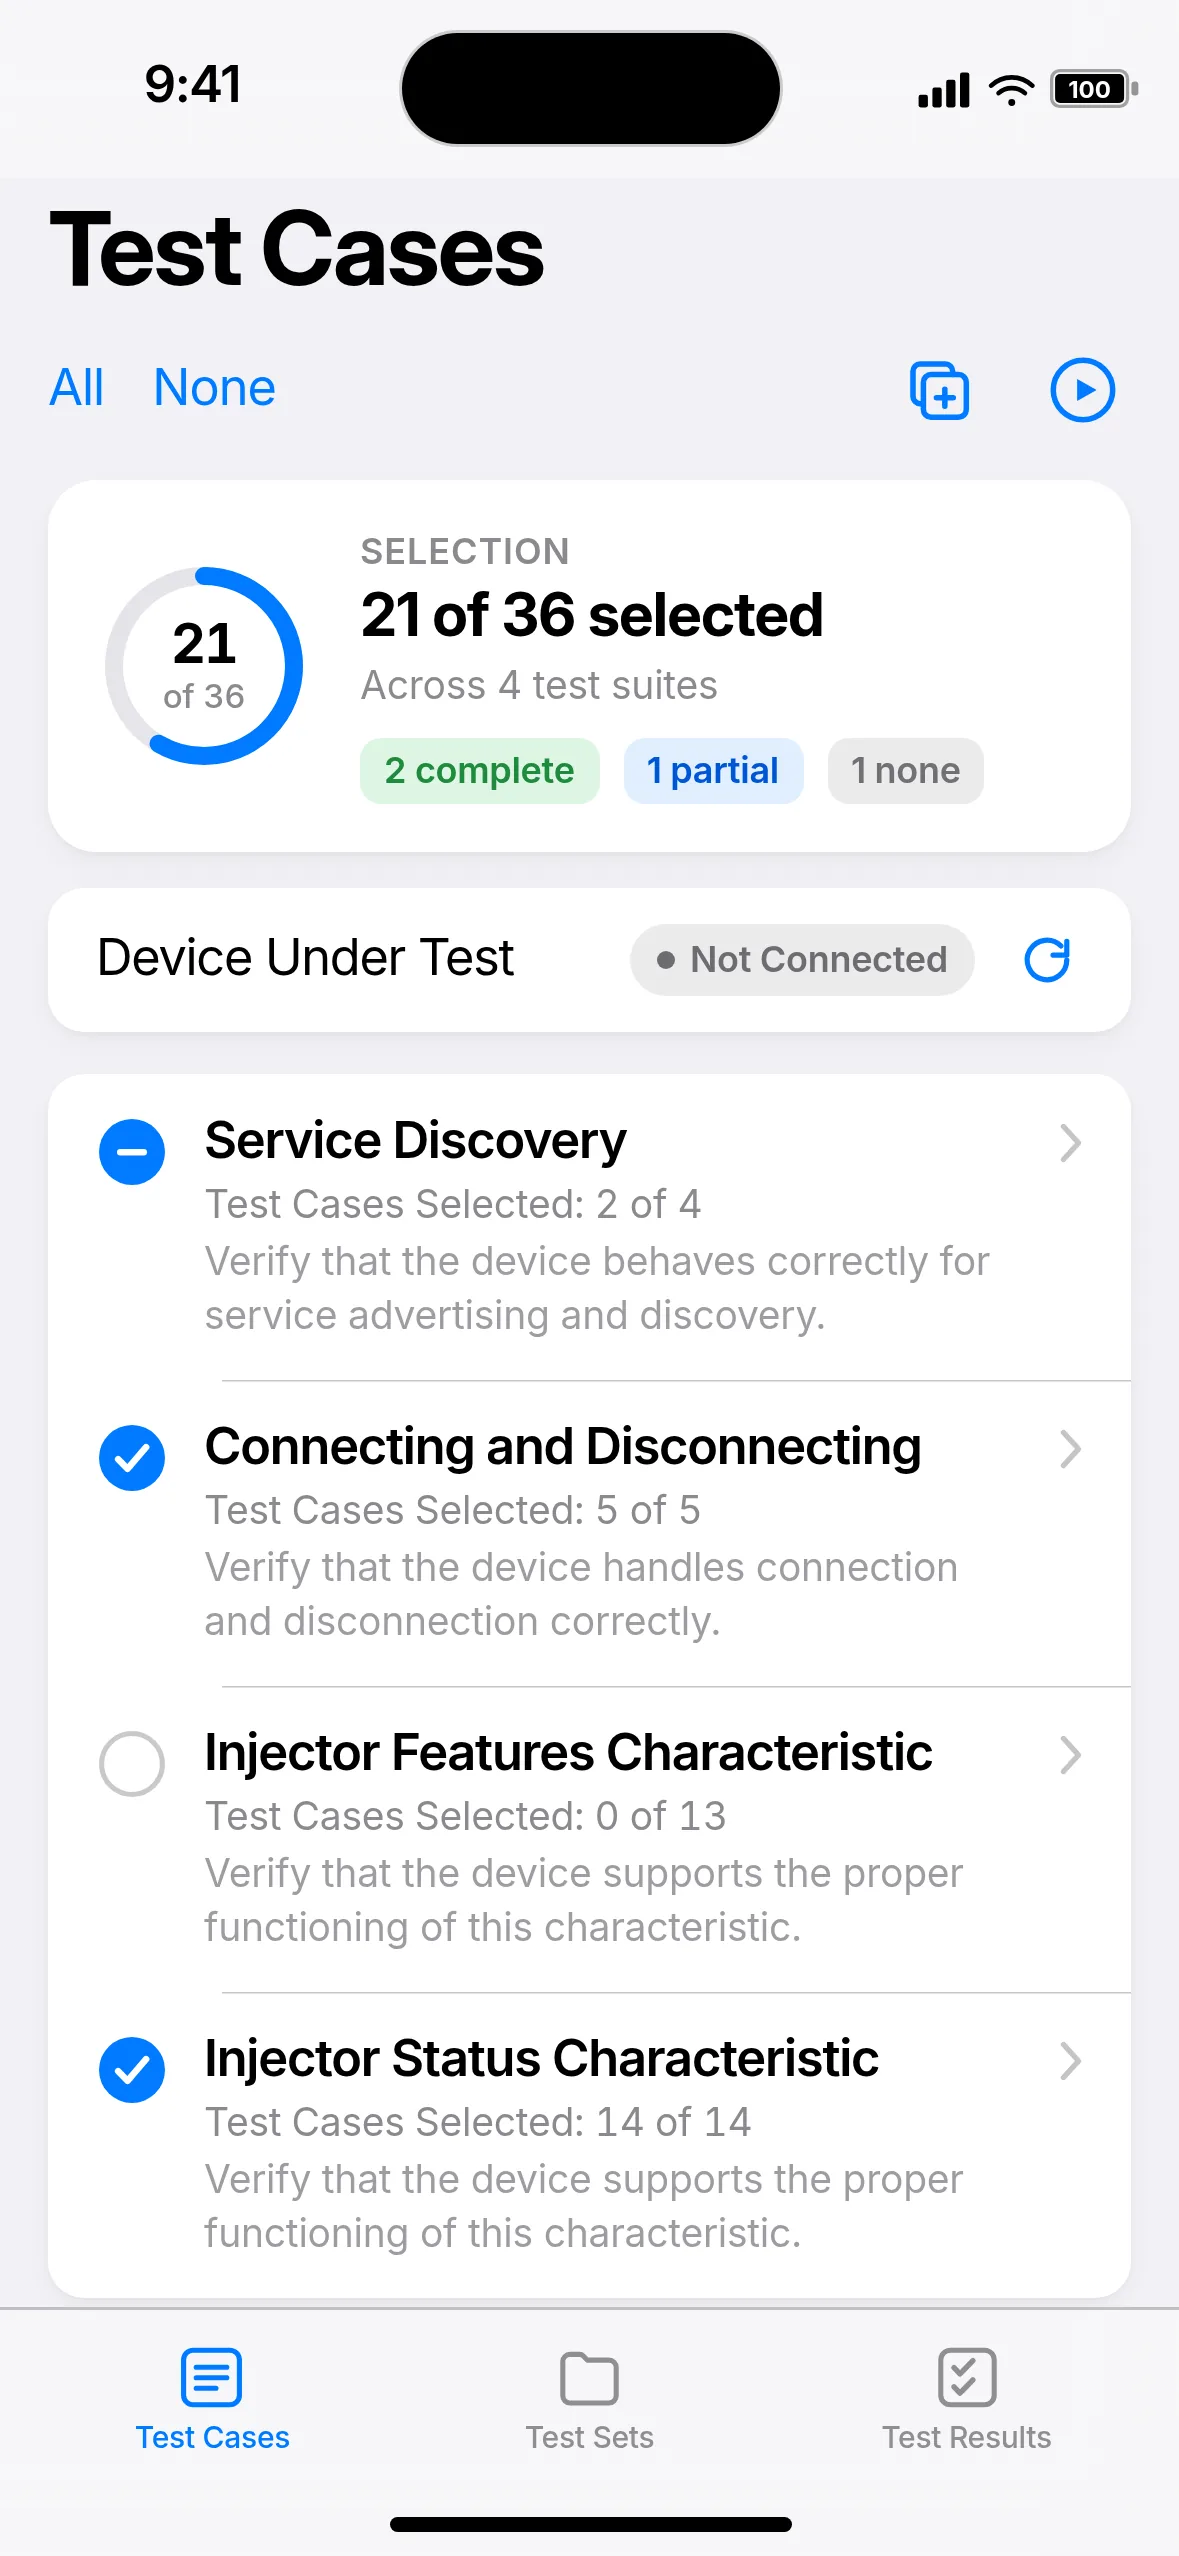 9:41
100
Test Cases
All None
21
of 36
SELECTION
21 of 36 selected
Across 4 test suites
2 complete 1 partial 1 none
Device Under Test Not Connected
Service Discovery
Test Cases Selected: 2 of 4
Verify that the device behaves correctly for
service advertising and discovery.
Connecting and Disconnecting
Test Cases Selected: 5 of 5
Verify that the device handles connection
and disconnection correctly.
Injector Features Characteristic
Test Cases Selected: 0 of 13
Verify that the device supports the proper
functioning of this characteristic.
Injector Status Characteristic
Test Cases Selected: 14 of 14
Verify that the device supports the proper
functioning of this characteristic.
Test Cases Test Sets Test Results